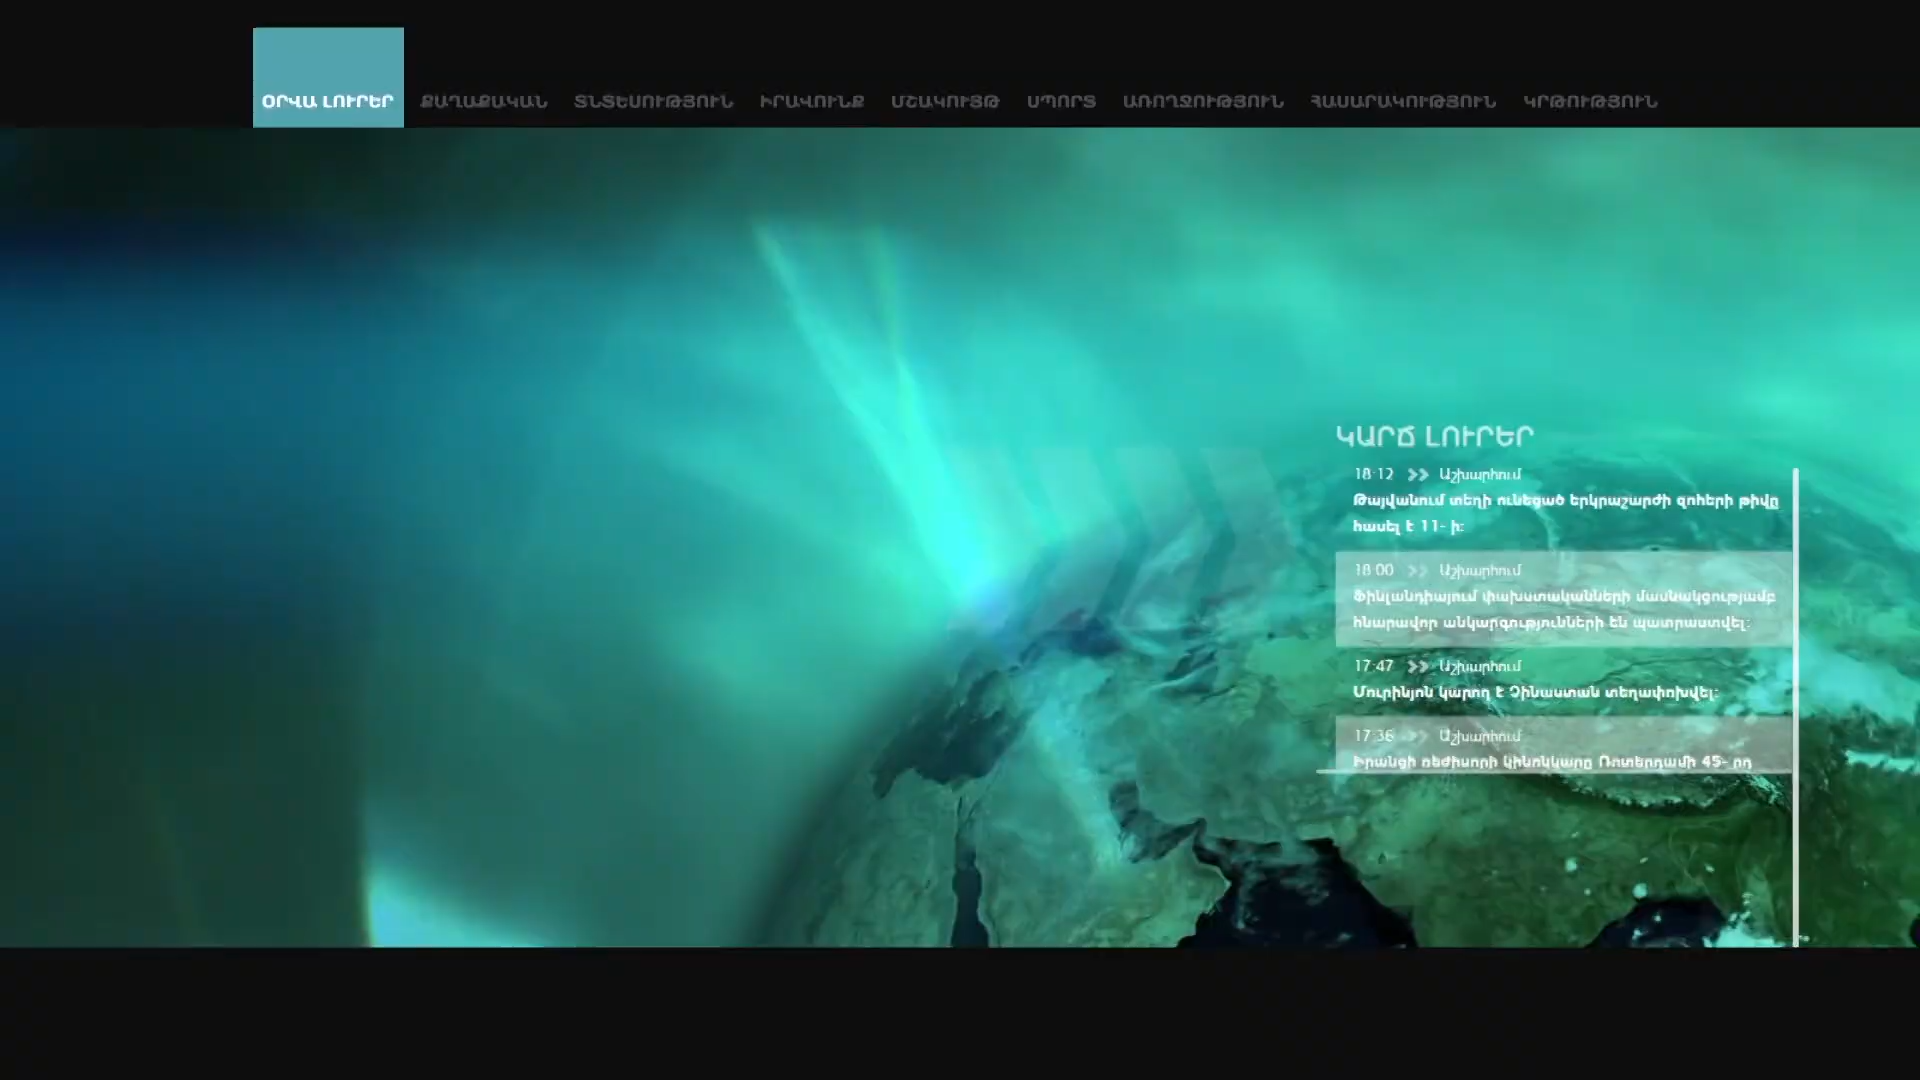 ՕՐՎԱ ԼՈՒՐԵՐ ՔԱՂԱՔԱԿԱՆ ՏՆՏԵՍՈՒԹՅՈՒՆ ԻՐԱՎՈՒՆՔ ՄՇԱԿՈՒՅԹ ՍՊՈՐՏ ԱՌՈՂՋՈՒԹՅՈՒՆ ՀԱՍԱՐԱԿՈՒԹՅՈՒՆ ԿՐԹՈՒԹՅՈՒՆ
ԿԱՐՃ ԼՈՒՐԵՐ
18:12 >> Աշխարհում
Թայվանում տեղի ունեցած երկրաշարժի զոհերի թիվը
հասել է 11- ի:
18:00 >> Աշխարհում
Ֆինլանդիայում փախստականների մասնակցությամբ
հնարավոր անկարգությունների են պատրաստվել:
17:47 >> Աշխարհում
Մուրինյոն կարող է Չինաստան տեղափոխվել:
17:36 >> Աշխարհում
Իրանցի ռեժիսորի կինոնկարը Ռոտերդամի 45- րդ